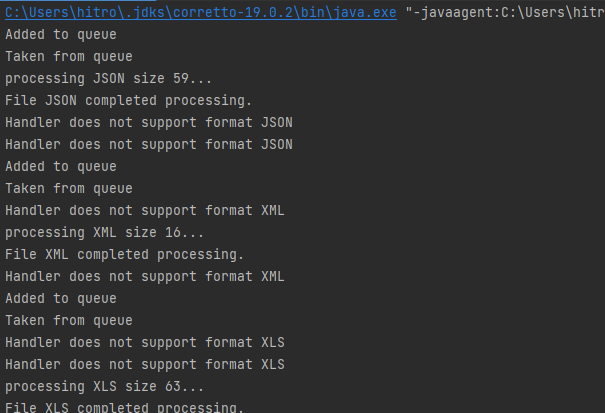 C:\Users\hitro\.jdks\corretto-19.0.2\bin\java.exe "-javaagent:C:\Users\hitr
Added to queue
Taken from queue
processing JSON size 59...
File JSON completed processing.
Handler does not support format JSON
Handler does not support format JSON
Added to queue
Taken from queue
Handler does not support format XML
processing XML size 16...
File XML completed processing.
Handler does not support format XML
Added to queue
Taken from queue
Handler does not support format XLS
Handler does not support format XLS
processing XLS size 63...
File XLS completed processing.